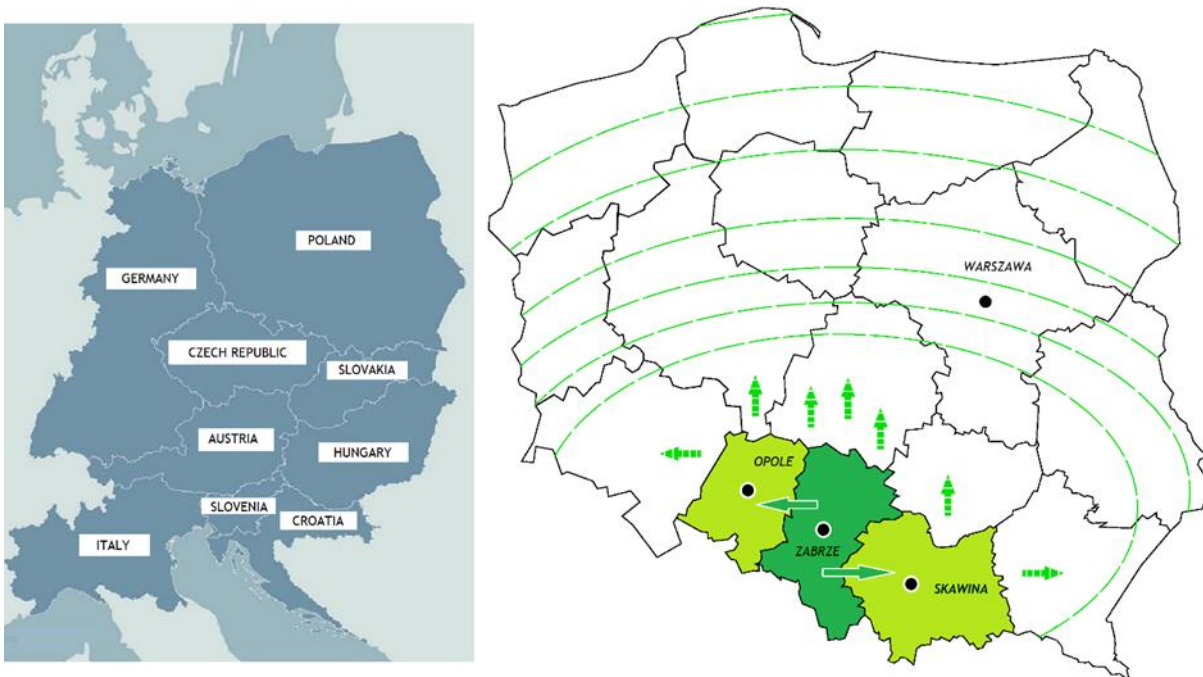 POLAND
GERMANY
CZECH REPUBLIC
SLOVAKIA
AUSTRIA
HUNGARY
SLOVENIA
CROATIA
ITALY
WARSZAWA
OPOLE
ZABRZE
SKAWINA